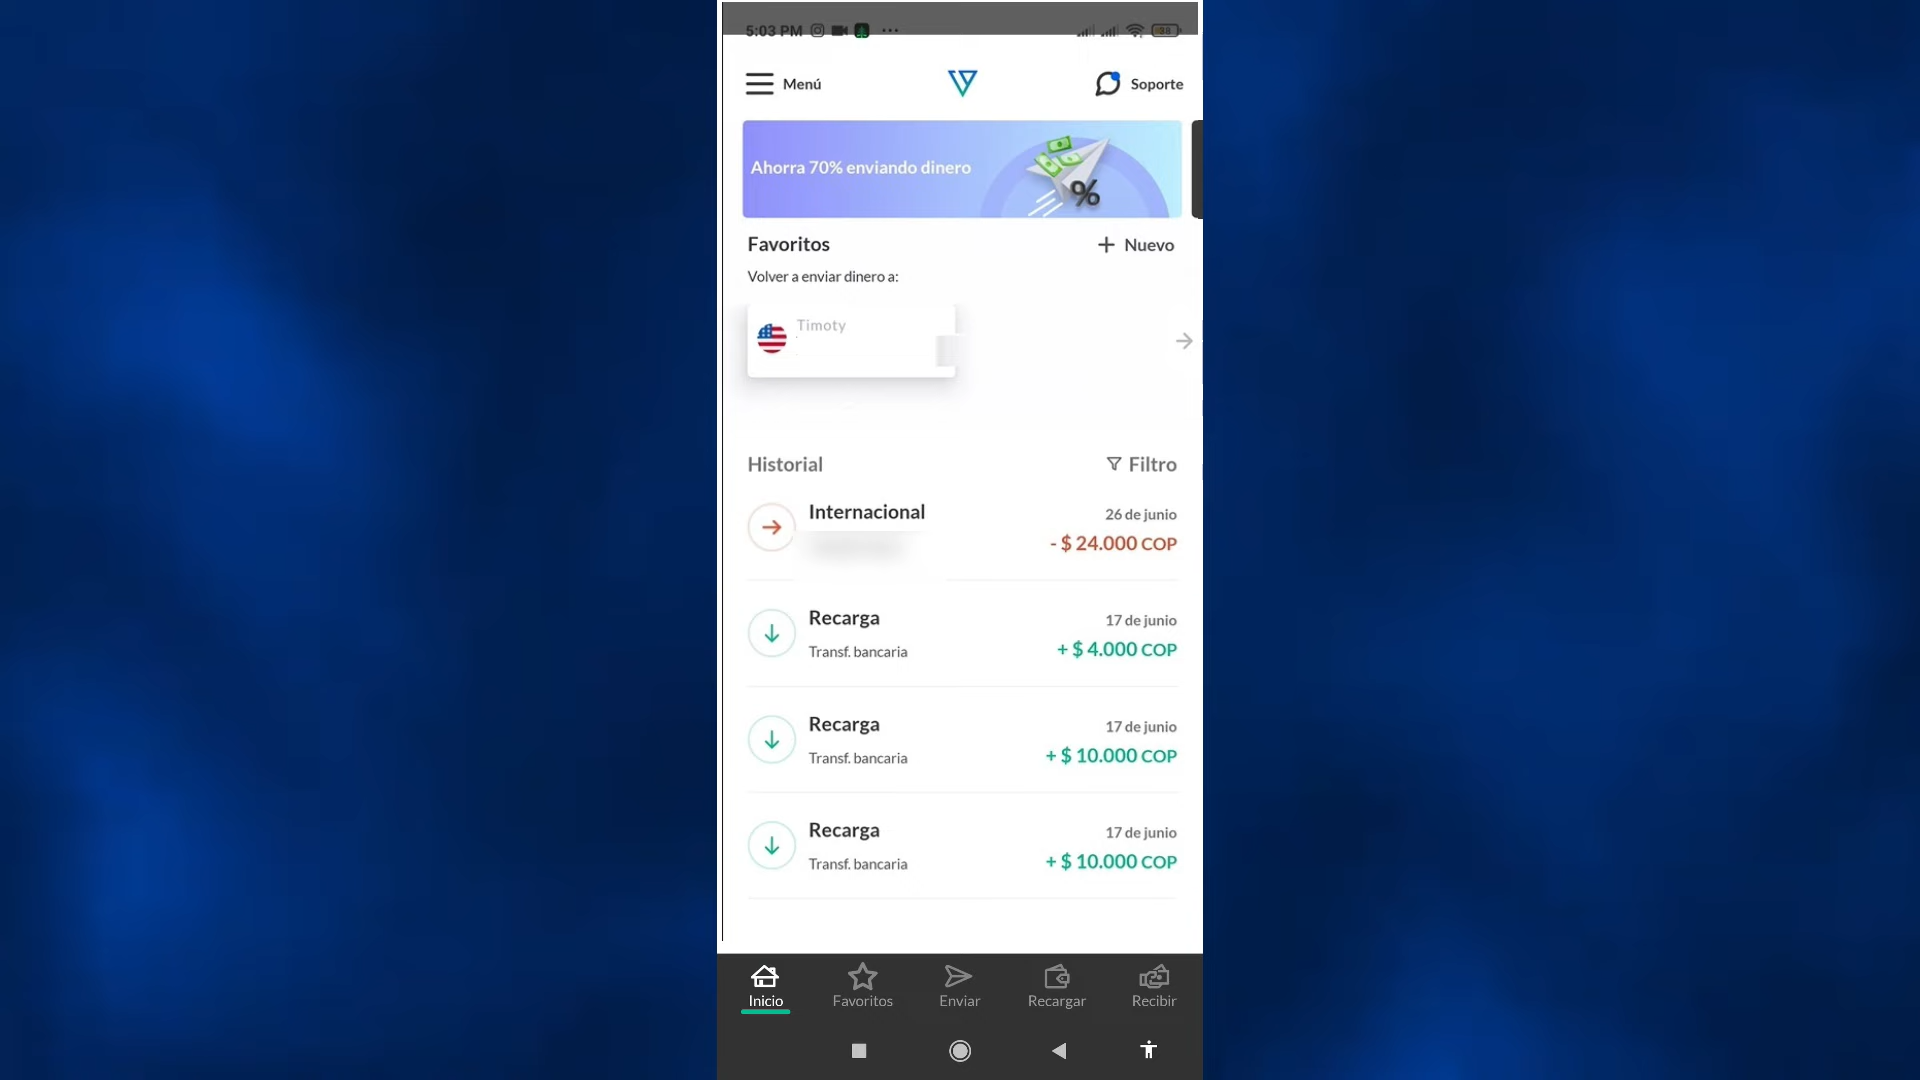 5:03 PM
38
Menú
Soporte
Ahorra 70% enviando dinero
%
Favoritos
+ Nuevo
Volver a enviar dinero a:
Timoty
Historial
Filtro
Internacional
26 de junio
- $ 24.000 COP
Recarga
17 de junio
Transf. bancaria
+ $ 4.000 COP
Recarga
17 de junio
Transf. bancaria
+ $ 10.000 COP
Recarga
17 de junio
Transf. bancaria
+ $ 10.000 COP
Inicio
Favoritos
Enviar
Recargar
Recibir